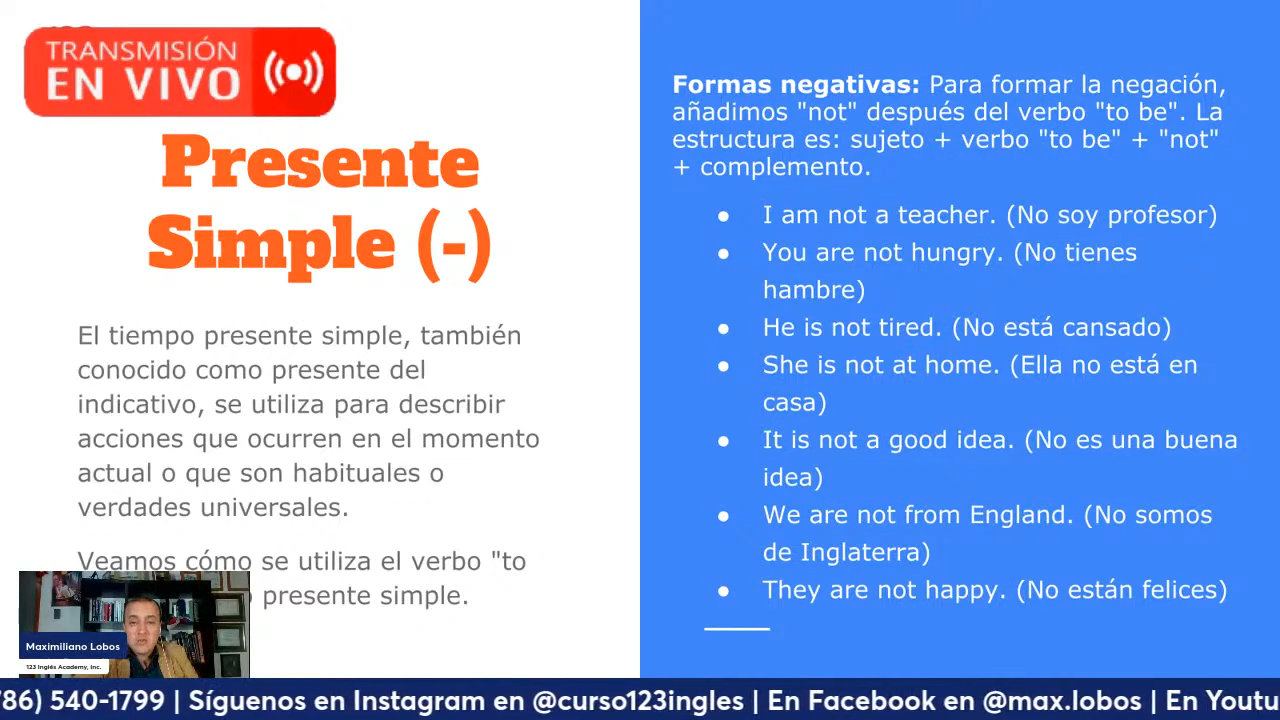 TRANSMISIÓN
EN VIVO
Presente
Simple (-)
El tiempo presente simple, también
conocido como presente del
indicativo, se utiliza para describir
acciones que ocurren en el momento
actual o que son habituales o
verdades universales.
Veamos cómo se utiliza el verbo "to
presente simple.
Formas negativas: Para formar la negación,
añadimos "not" después del verbo "to be". La
estructura es: sujeto + verbo "to be" + "not"
+ complemento.
● I am not a teacher. (No soy profesor)
● You are not hungry. (No tienes
hambre)
● He is not tired. (No está cansado)
● She is not at home. (Ella no está en
casa)
● It is not a good idea. (No es una buena
idea)
● We are not from England. (No somos
de Inglaterra)
● They are not happy. (No están felices)
Maximiliano Lobos
123 Inglés Academy, Inc.
786) 540-1799 | Síguenos en Instagram en @curso123ingles | En Facebook en @max.lobos | En Youtu